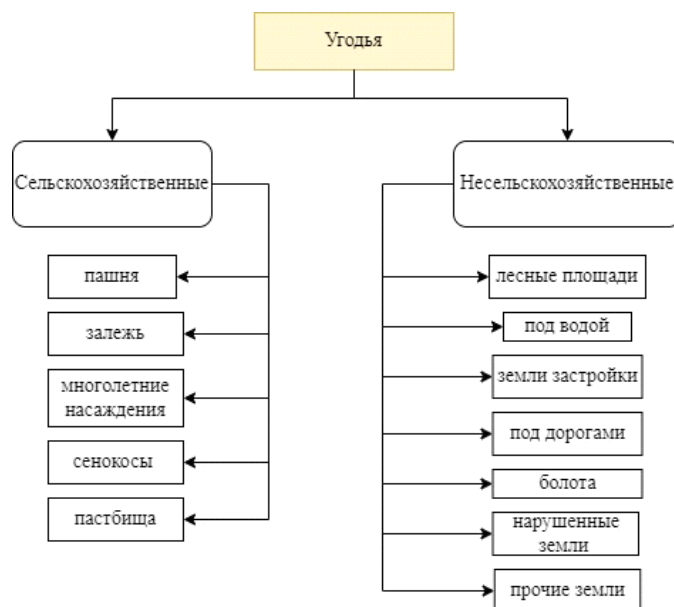 Угодья
Сельскохозяйственные
Несельскохозяйственные
пашня
залежь
многолетние
насаждения
сенокосы
пастбища
лесные площади
под водой
земли застройки
под дорогами
болота
нарушенные
земли
прочие земли